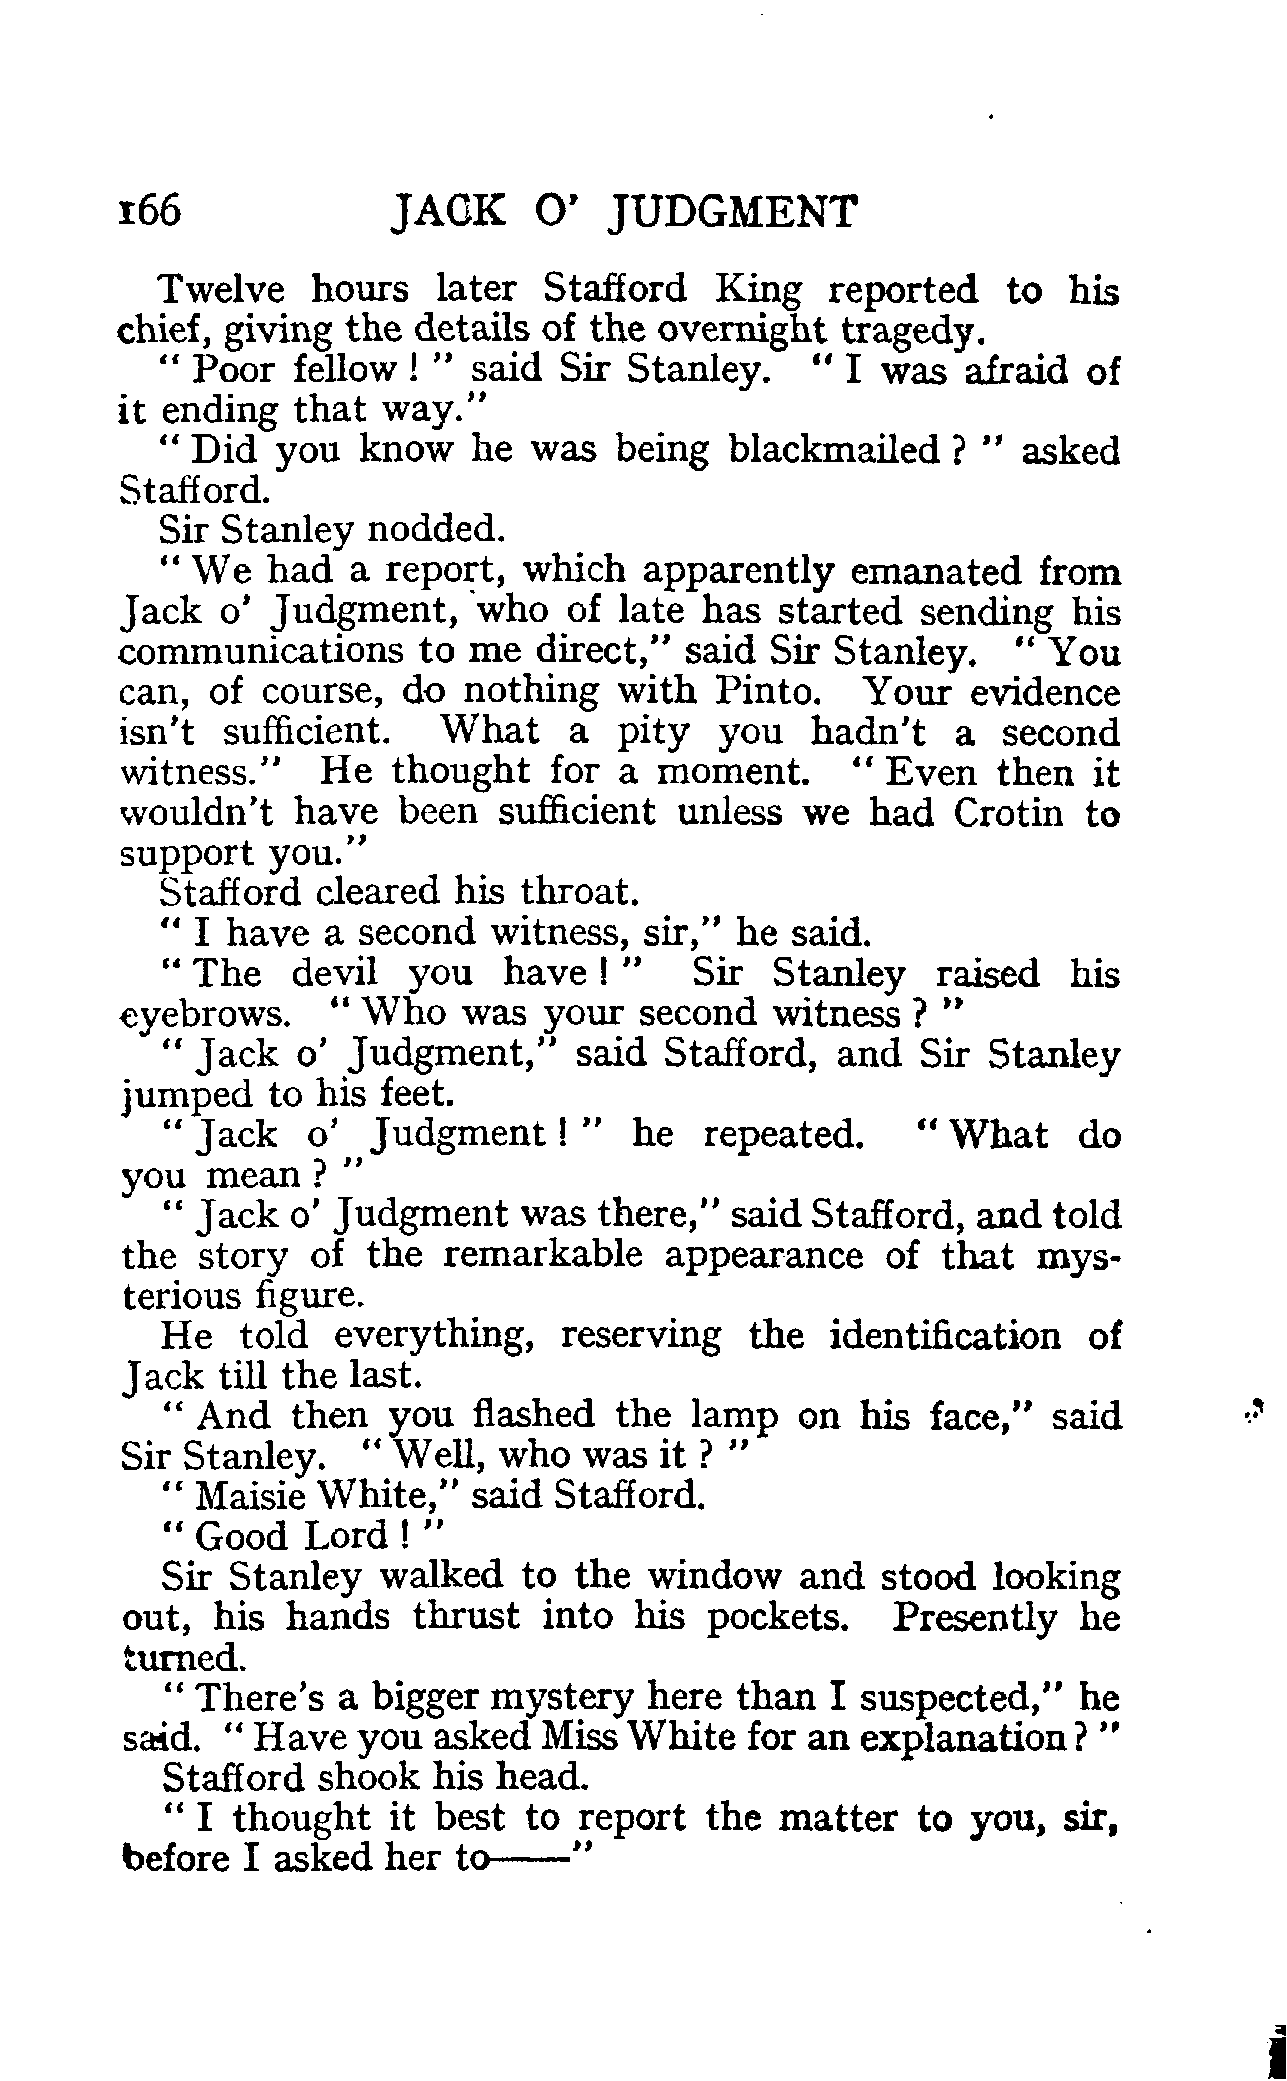 166 JACK O' JUDGMENT
Twelve hours later Stafford King reported to his
chief, giving the details of the overnight tragedy.
" Poor fellow ! " said Sir Stanley. " I was afraid of
it ending that way."
" Did you know he was being blackmailed ? " asked
Stafford.
Sir Stanley nodded.
" We had a report, which apparently emanated from
Jack o' Judgment, who of late has started sending his
communications to me direct," said Sir Stanley. " You
can, of course, do nothing with Pinto. Your evidence
isn't sufficient. What a pity you hadn't a second
witness." He thought for a moment. " Even then it
wouldn't have been sufficient unless we had Crotin to
support you."
Stafford cleared his throat.
" I have a second witness, sir," he said.
" The devil you have ! " Sir Stanley raised his
eyebrows. " Who was your second witness ? "
" Jack o' Judgment," said Stafford, and Sir Stanley
jumped to his feet.
" Jack o' Judgment ! " he repeated. " What do
you mean ? "
" Jack o' Judgment was there," said Stafford, and told
the story of the remarkable appearance of that mys-
terious figure.
He told everything, reserving the identification of
Jack till the last.
" And then you flashed the lamp on his face," said
Sir Stanley. " Well, who was it ? "
" Maisie White," said Stafford.
" Good Lord ! "
Sir Stanley walked to the window and stood looking
out, his hands thrust into his pockets. Presently he
turned.
" There's a bigger mystery here than I suspected," he
said. " Have you asked Miss White for an explanation ? "
Stafford shook his head.
" I thought it best to report the matter to you, sir,
before I asked her to——"